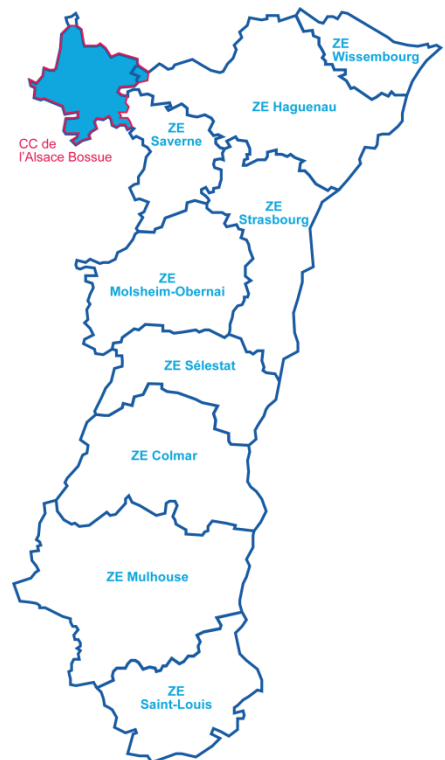 ZE
Wissembourg
ZE Haguenau
CC de
l'Alsace Bossue
ZE
Saverne
ZE
Strasbourg
ZE
Molsheim-Obernai
ZE Sélestat
ZE Colmar
ZE Mulhouse
ZE
Saint-Louis